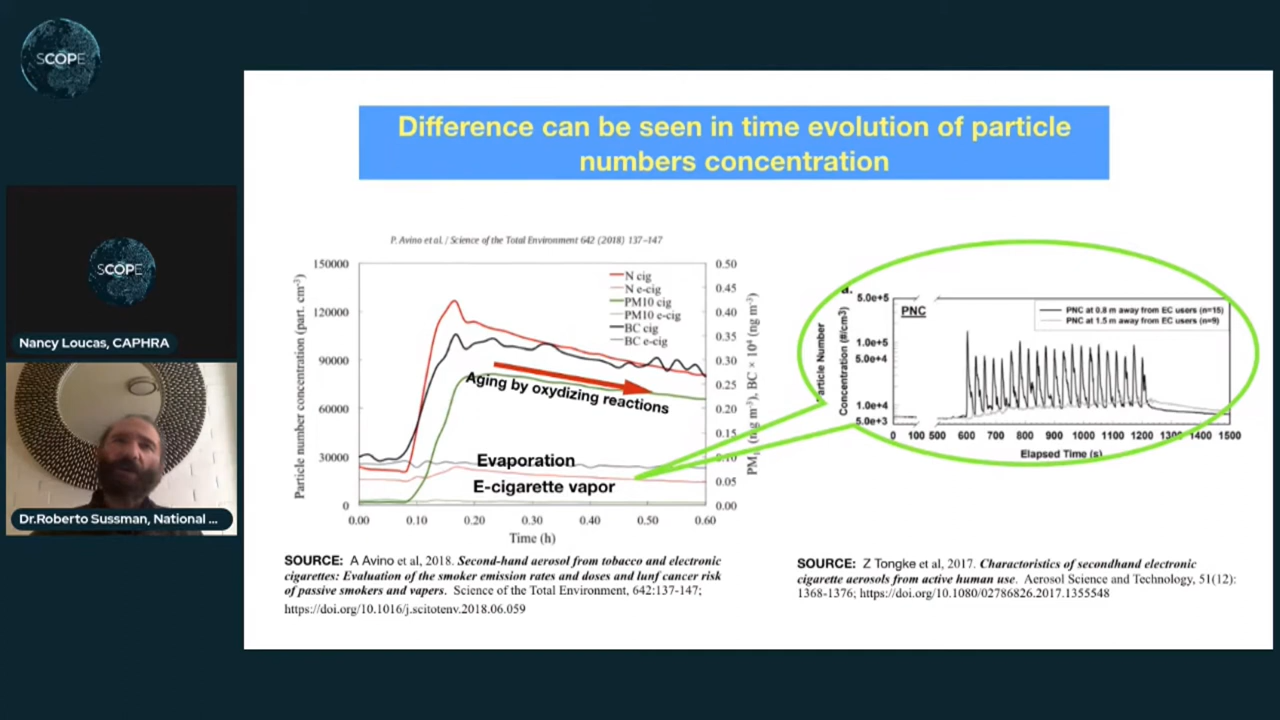 SCOPE
Difference can be seen in time evolution of particle
numbers concentration
SCOPE
Nancy Loucas, CAPHRA
Dr.Roberto Sussman, National ...
P. Avino et al. / Science of the Total Environment 642 (2018) 137–147
Particle number concentration (part. cm⁻³)
150000
120000
90000
60000
30000
0
0.50
0.45
0.40
0.35
0.30
0.25
0.20
0.15
0.05
0.00
(ng m⁻³), BC × 10⁴ (ng m⁻³)
N cig
N e-cig
PM10 cig
PM10 e-cig
BC cig
BC e-cig
Aging by oxydizing reactions
Evaporation
E-cigarette vapor
0.00 0.10 0.20 0.30 0.40 0.50 0.60
Time (h)
a.
Particle Number
Concentration (#/cm³)
5.0e+5
1.0e+5
5.0e+4
1.0e+4
5.0e+3
PNC
PNC at 0.8 m away from EC users (n=15)
PNC at 1.5 m away from EC users (n=9)
0 100 500 600 700 800 900 1000 1100 1200 1300 1400 1500
Elapsed Time (s)
SOURCE: A Avino et al, 2018. Second-hand aerosol from tobacco and electronic
cigarettes: Evaluation of the smoker emission rates and doses and lunf cancer risk
of passive smokers and vapers. Science of the Total Environment, 642:137-147;
https://doi.org/10.1016/j.scitotenv.2018.06.059
SOURCE: Z Tongke et al, 2017. Characteristics of secondhand electronic
cigarette aerosols from active human use. Aerosol Science and Technology, 51(12):
1368-1376; https://doi.org/10.1080/02786826.2017.1355548